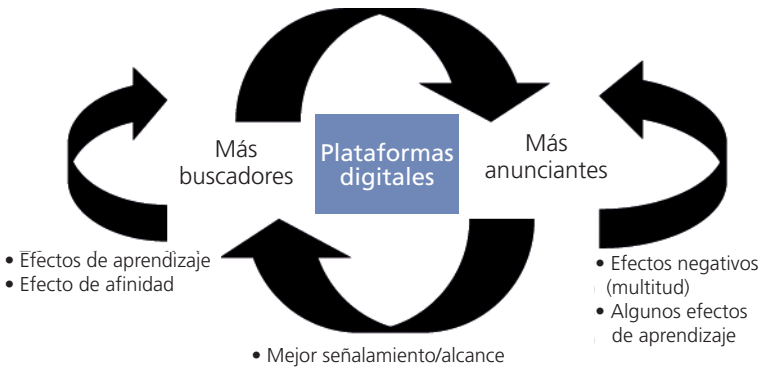 Más
buscadores
Plataformas
digitales
Más
anunciantes
• Efectos de aprendizaje
• Efecto de afinidad
• Efectos negativos
(multitud)
• Algunos efectos
de aprendizaje
• Mejor señalamiento/alcance